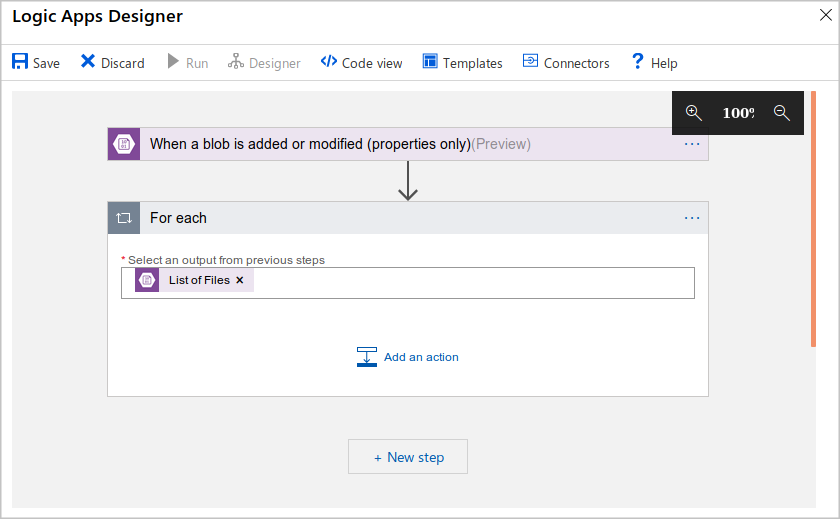 Logic Apps Designer
Save Discard Run Designer Code view Templates Connectors ? Help
100%
When a blob is added or modified (properties only)(Preview) ...
For each ...
* Select an output from previous steps
List of Files ×
Add an action
+ New step